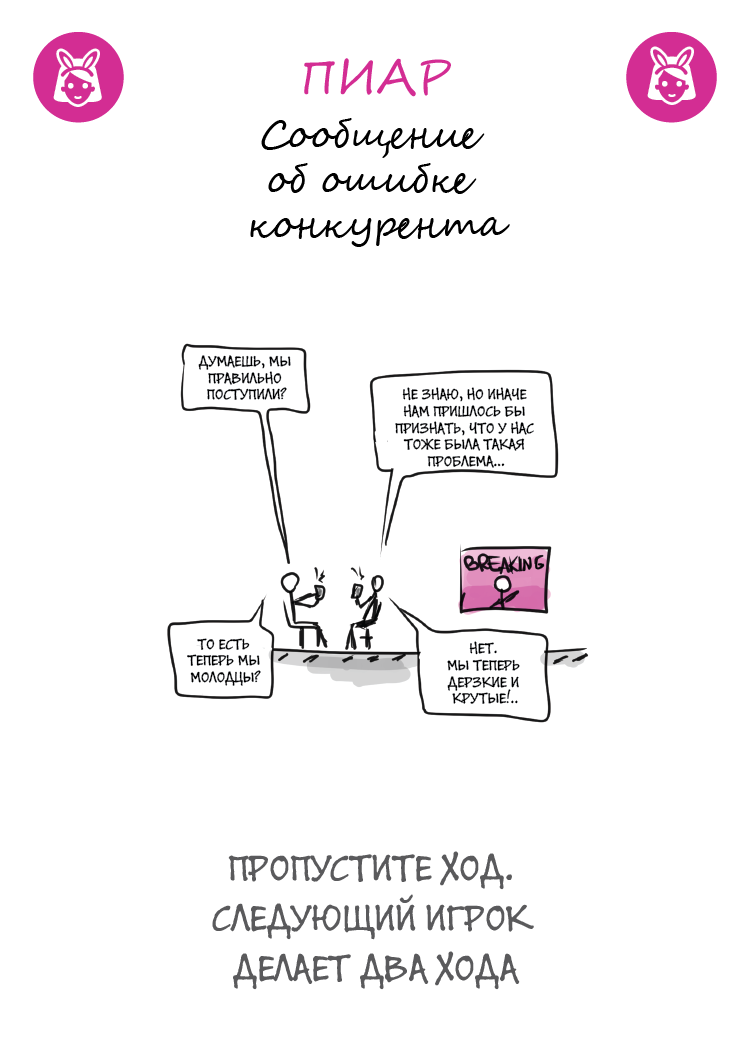 ПИАР
Сообщение
об ошибке
конкурента
ДУМАЕШЬ, МЫ
ПРАВИЛЬНО
ПОСТУПИЛИ?
НЕ ЗНАЮ, НО ИНАЧЕ
НАМ ПРИШЛОСЬ БЫ
ПРИЗНАТЬ, ЧТО У НАС
ТОЖЕ БЫЛА ТАКАЯ
ПРОБЛЕМА...
BREAKING
ТО ЕСТЬ
ТЕПЕРЬ МЫ
МОЛОДЦЫ?
НЕТ.
МЫ ТЕПЕРЬ
ДЕРЗКИЕ И
КРУТЫЕ!..
ПРОПУСТИТЕ ХОД.
СЛЕДУЮЩИЙ ИГРОК
ДЕЛАЕТ ДВА ХОДА